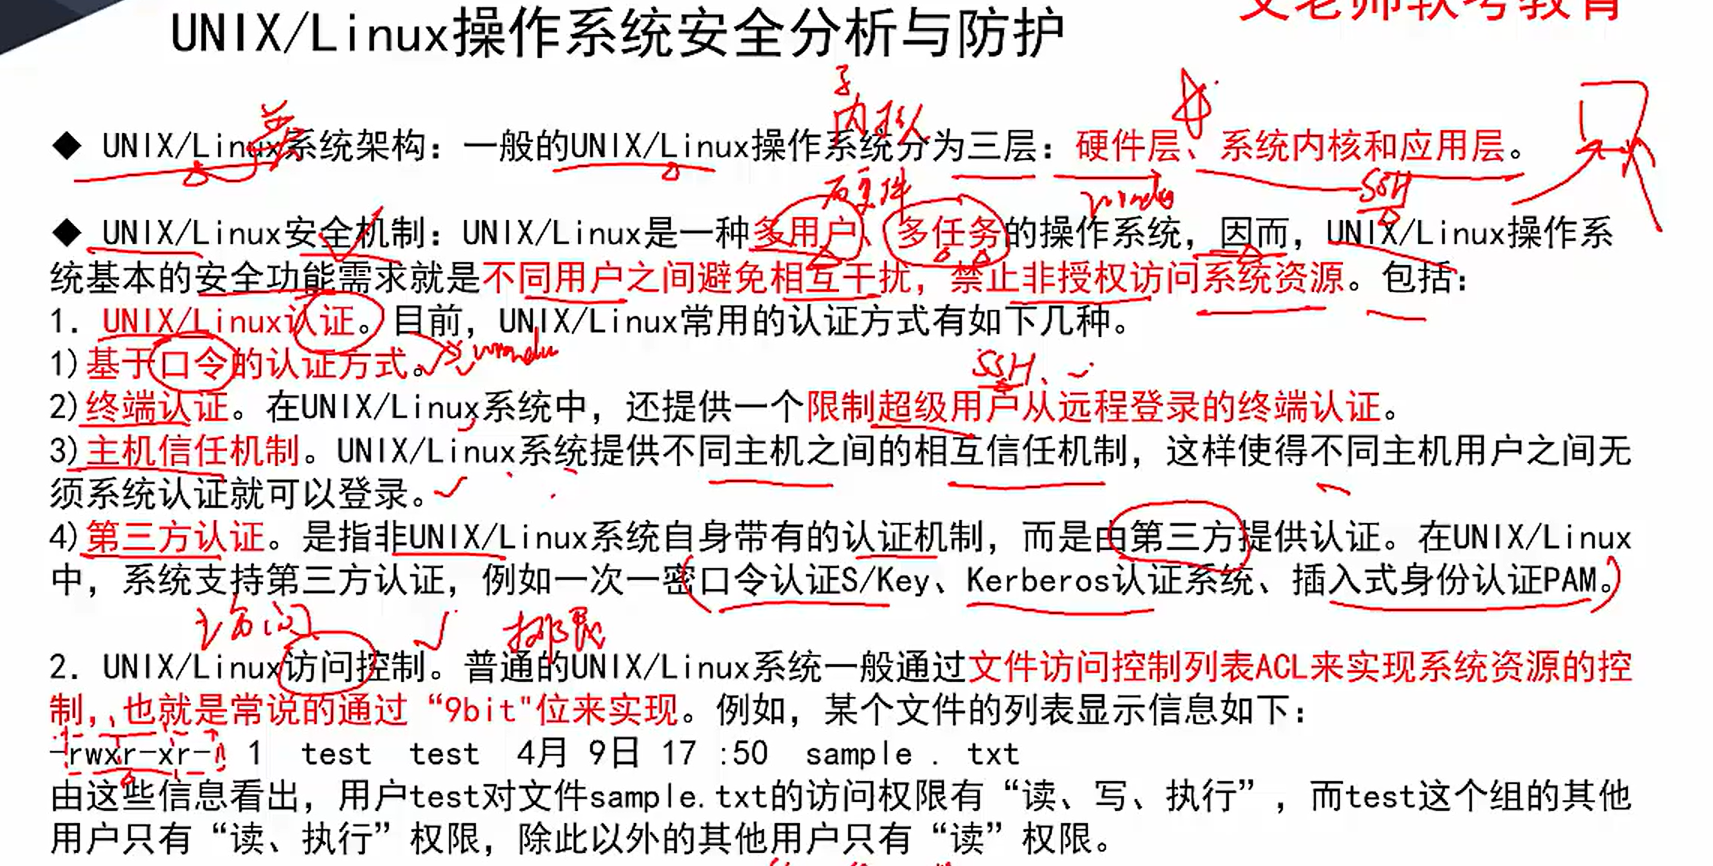 艾老师软考教育
UNIX/Linux操作系统安全分析与防护
◆ UNIX/Linux系统架构：一般的UNIX/Linux操作系统分为三层：硬件层、系统内核和应用层。
SSH
◆ UNIX/Linux安全机制：UNIX/Linux是一种多用户、多任务的操作系统，因而，UNIX/Linux操作系
统基本的安全功能需求就是不同用户之间避免相互干扰，禁止非授权访问系统资源。包括：
1. UNIX/Linux认证。目前，UNIX/Linux常用的认证方式有如下几种。
1)基于口令的认证方式。
SSH
2)终端认证。在UNIX/Linux系统中，还提供一个限制超级用户从远程登录的终端认证。
3)主机信任机制。UNIX/Linux系统提供不同主机之间的相互信任机制，这样使得不同主机用户之间无
须系统认证就可以登录。
4)第三方认证。是指非UNIX/Linux系统自身带有的认证机制，而是由第三方提供认证。在UNIX/Linux
中，系统支持第三方认证，例如一次一密口令认证S/Key、Kerberos认证系统、插入式身份认证PAM。
访问 权限
2. UNIX/Linux访问控制。普通的UNIX/Linux系统一般通过文件访问控制列表ACL来实现系统资源的控
制，，也就是常说的通过“9bit"位来实现。例如，某个文件的列表显示信息如下：
-rwxr-xr-- 1 test test 4月 9日 17 :50 sample . txt
由这些信息看出，用户test对文件sample.txt的访问权限有“读、写、执行”，而test这个组的其他
用户只有“读、执行”权限，除此以外的其他用户只有“读”权限。